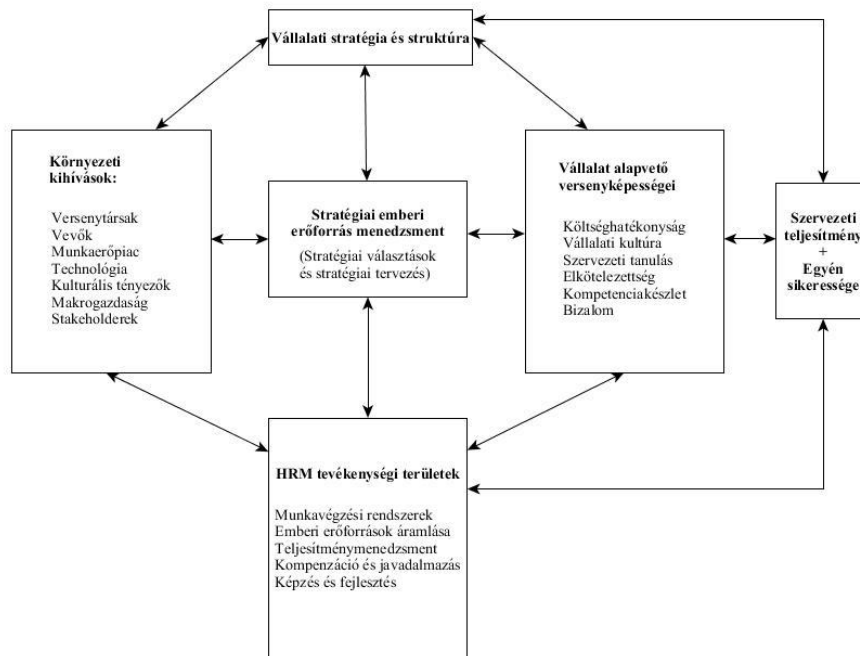 Vállalati stratégia és struktúra
Környezeti
kihívások:
Versenytársak
Vevők
Munkaerőpiac
Technológia
Kulturális tényezők
Makrogazdaság
Stakeholderek
Stratégiai emberi
erőforrás menedzsment
(Stratégiai választások
és stratégiai tervezés)
Vállalat alapvető
versenyképességei
Költséghatékonyság
Vállalati kultúra
Szervezeti tanulás
Elkötelezettség
Kompetenciakészlet
Bizalom
Szervezeti
teljesítmény
+
Egyén
sikeressége
HRM tevékenységi területek
Munkavégzési rendszerek
Emberi erőforrások áramlása
Teljesítménymenedzsment
Kompenzáció és javadalmazás
Képzés és fejlesztés